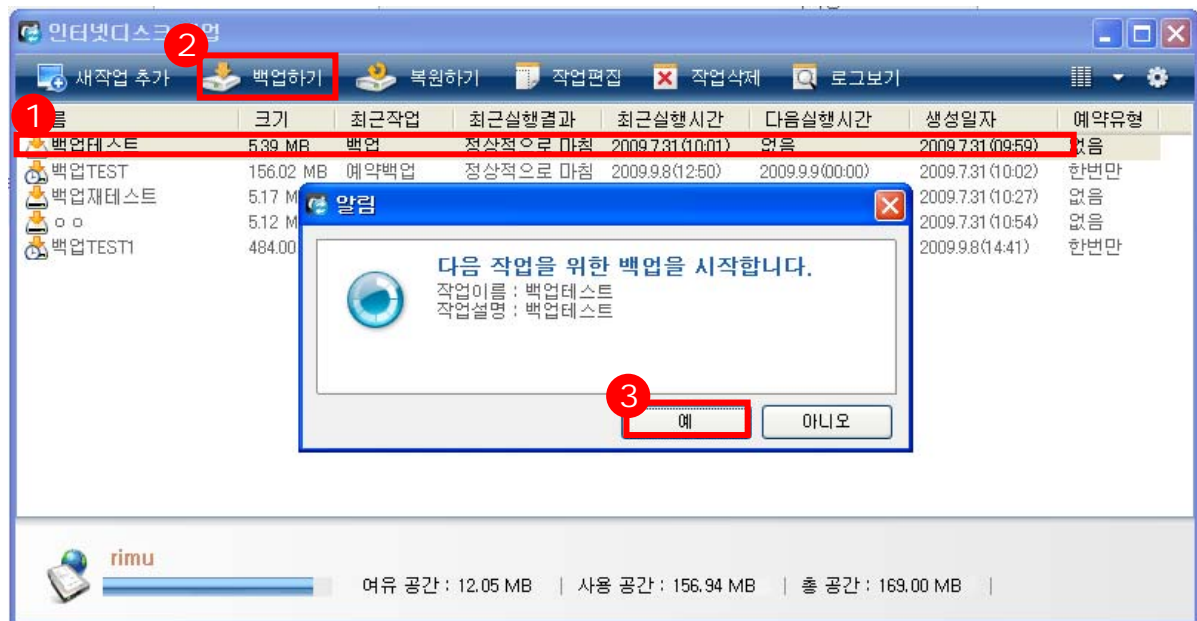 인터넷디스크 업
2
새작업 추가 백업하기 복원하기 작업편집 작업삭제 로그보기
1
름 크기 최근작업 최근실행결과 최근실행시간 다음실행시간 생성일자 예약유형
백업테스트 5.39 MB 백업 정상적으로 마침 2009.7.31(10:01) 없음 2009.7.31(09:59) 없음
백업TEST 156.02 MB 예약백업 정상적으로 마침 2009.9.8(12:50) 2009.9.9(00:00) 2009.7.31(10:02) 한번만
백업재테스트 5.17 M 2009.7.31(10:27) 없음
ㅇㅇ 5.12 M 2009.7.31(10:54) 없음
백업TEST1 484.00 2009.9.8(14:41) 한번만
알림
다음 작업을 위한 백업을 시작합니다.
작업이름 : 백업테스트
작업설명 : 백업테스트
3
예 아니오
rimu
여유 공간 : 12.05 MB | 사용 공간 : 156.94 MB | 총 공간 : 169.00 MB |